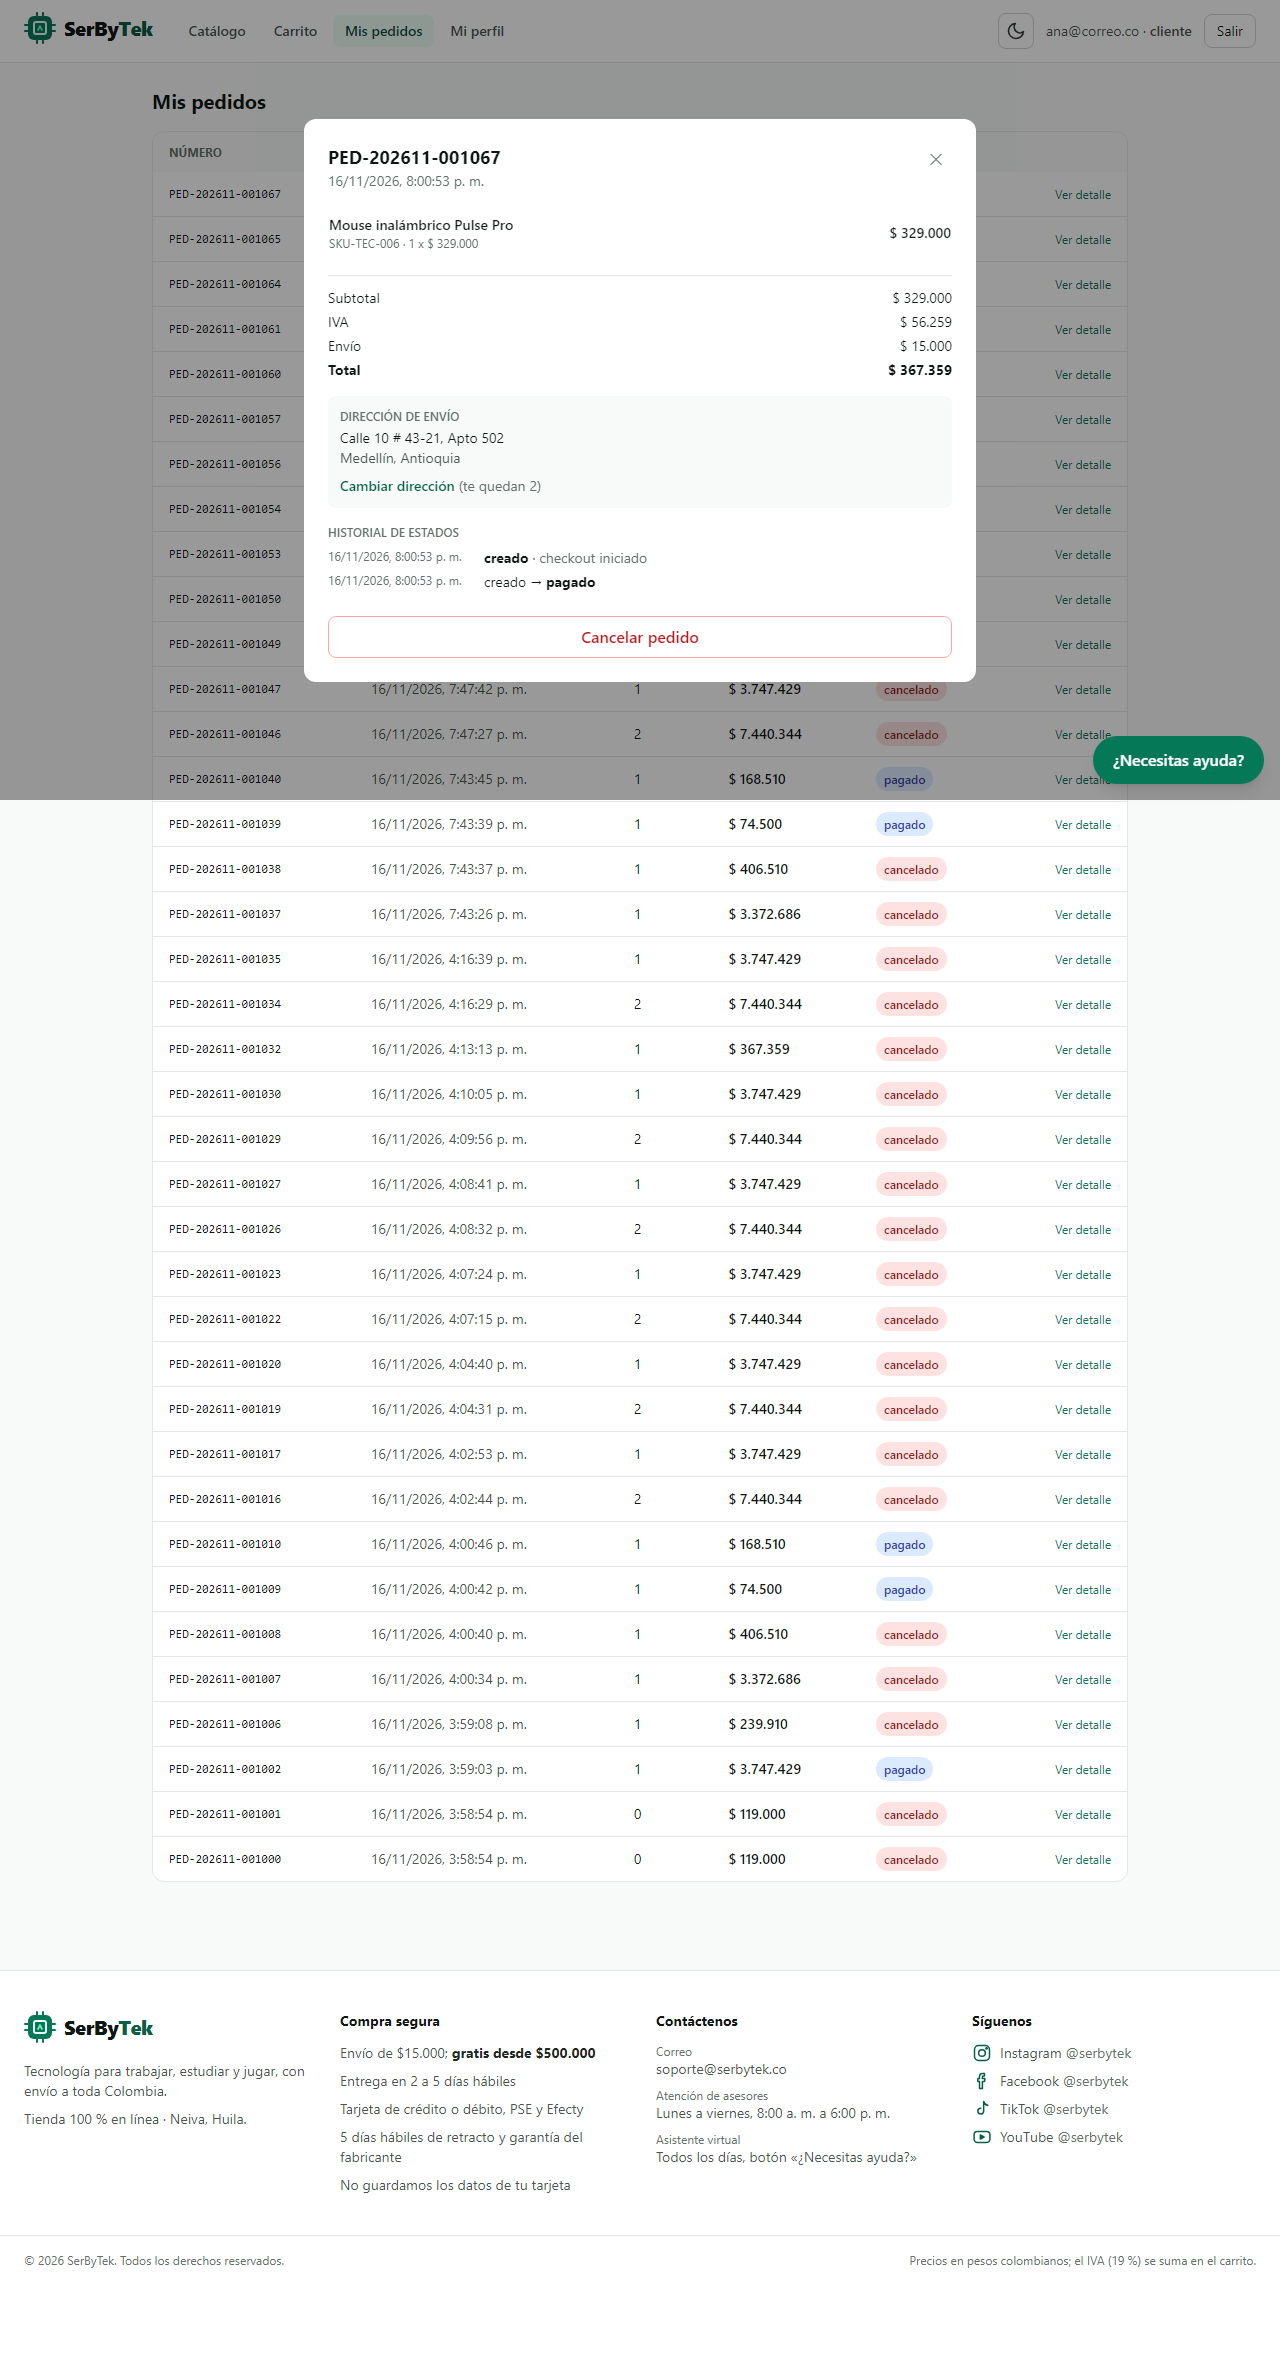 SerByTek
Catálogo Carrito Mis pedidos Mi perfil
ana@correo.co · cliente Salir
Mis pedidos
NÚMERO
PED-202611-001067 Ver detalle
PED-202611-001065 Ver detalle
PED-202611-001064 Ver detalle
PED-202611-001061 Ver detalle
PED-202611-001060 Ver detalle
PED-202611-001057 Ver detalle
PED-202611-001056 Ver detalle
PED-202611-001054 Ver detalle
PED-202611-001053 Ver detalle
PED-202611-001050 Ver detalle
PED-202611-001049 Ver detalle
PED-202611-001067
16/11/2026, 8:00:53 p. m.
Mouse inalámbrico Pulse Pro
SKU-TEC-006 · 1 x $ 329.000
$ 329.000
Subtotal $ 329.000
IVA $ 56.259
Envío $ 15.000
Total $ 367.359
DIRECCIÓN DE ENVÍO
Calle 10 # 43-21, Apto 502
Medellín, Antioquia
Cambiar dirección (te quedan 2)
HISTORIAL DE ESTADOS
16/11/2026, 8:00:53 p. m. creado · checkout iniciado
16/11/2026, 8:00:53 p. m. creado → pagado
Cancelar pedido
PED-202611-001047 16/11/2026, 7:47:42 p. m. 1 $ 3.747.429 cancelado Ver detalle
PED-202611-001046 16/11/2026, 7:47:27 p. m. 2 $ 7.440.344 cancelado Ver detalle
¿Necesitas ayuda?
PED-202611-001040 16/11/2026, 7:43:45 p. m. 1 $ 168.510 pagado Ver detalle
PED-202611-001039 16/11/2026, 7:43:39 p. m. 1 $ 74.500 pagado Ver detalle
PED-202611-001038 16/11/2026, 7:43:37 p. m. 1 $ 406.510 cancelado Ver detalle
PED-202611-001037 16/11/2026, 7:43:26 p. m. 1 $ 3.372.686 cancelado Ver detalle
PED-202611-001035 16/11/2026, 4:16:39 p. m. 1 $ 3.747.429 cancelado Ver detalle
PED-202611-001034 16/11/2026, 4:16:29 p. m. 2 $ 7.440.344 cancelado Ver detalle
PED-202611-001032 16/11/2026, 4:13:13 p. m. 1 $ 367.359 cancelado Ver detalle
PED-202611-001030 16/11/2026, 4:10:05 p. m. 1 $ 3.747.429 cancelado Ver detalle
PED-202611-001029 16/11/2026, 4:09:56 p. m. 2 $ 7.440.344 cancelado Ver detalle
PED-202611-001027 16/11/2026, 4:08:41 p. m. 1 $ 3.747.429 cancelado Ver detalle
PED-202611-001026 16/11/2026, 4:08:32 p. m. 2 $ 7.440.344 cancelado Ver detalle
PED-202611-001023 16/11/2026, 4:07:24 p. m. 1 $ 3.747.429 cancelado Ver detalle
PED-202611-001022 16/11/2026, 4:07:15 p. m. 2 $ 7.440.344 cancelado Ver detalle
PED-202611-001020 16/11/2026, 4:04:40 p. m. 1 $ 3.747.429 cancelado Ver detalle
PED-202611-001019 16/11/2026, 4:04:31 p. m. 2 $ 7.440.344 cancelado Ver detalle
PED-202611-001017 16/11/2026, 4:02:53 p. m. 1 $ 3.747.429 cancelado Ver detalle
PED-202611-001016 16/11/2026, 4:02:44 p. m. 2 $ 7.440.344 cancelado Ver detalle
PED-202611-001010 16/11/2026, 4:00:46 p. m. 1 $ 168.510 pagado Ver detalle
PED-202611-001009 16/11/2026, 4:00:42 p. m. 1 $ 74.500 pagado Ver detalle
PED-202611-001008 16/11/2026, 4:00:40 p. m. 1 $ 406.510 cancelado Ver detalle
PED-202611-001007 16/11/2026, 4:00:34 p. m. 1 $ 3.372.686 cancelado Ver detalle
PED-202611-001006 16/11/2026, 3:59:08 p. m. 1 $ 239.910 cancelado Ver detalle
PED-202611-001002 16/11/2026, 3:59:03 p. m. 1 $ 3.747.429 pagado Ver detalle
PED-202611-001001 16/11/2026, 3:58:54 p. m. 0 $ 119.000 cancelado Ver detalle
PED-202611-001000 16/11/2026, 3:58:54 p. m. 0 $ 119.000 cancelado Ver detalle
SerByTek
Tecnología para trabajar, estudiar y jugar, con
envío a toda Colombia.
Tienda 100 % en línea · Neiva, Huila.
Compra segura
Envío de $15.000; gratis desde $500.000
Entrega en 2 a 5 días hábiles
Tarjeta de crédito o débito, PSE y Efecty
5 días hábiles de retracto y garantía del
fabricante
No guardamos los datos de tu tarjeta
Contáctenos
Correo
soporte@serbytek.co
Atención de asesores
Lunes a viernes, 8:00 a. m. a 6:00 p. m.
Asistente virtual
Todos los días, botón «¿Necesitas ayuda?»
Síguenos
Instagram @serbytek
Facebook @serbytek
TikTok @serbytek
YouTube @serbytek
© 2026 SerByTek. Todos los derechos reservados.
Precios en pesos colombianos; el IVA (19 %) se suma en el carrito.